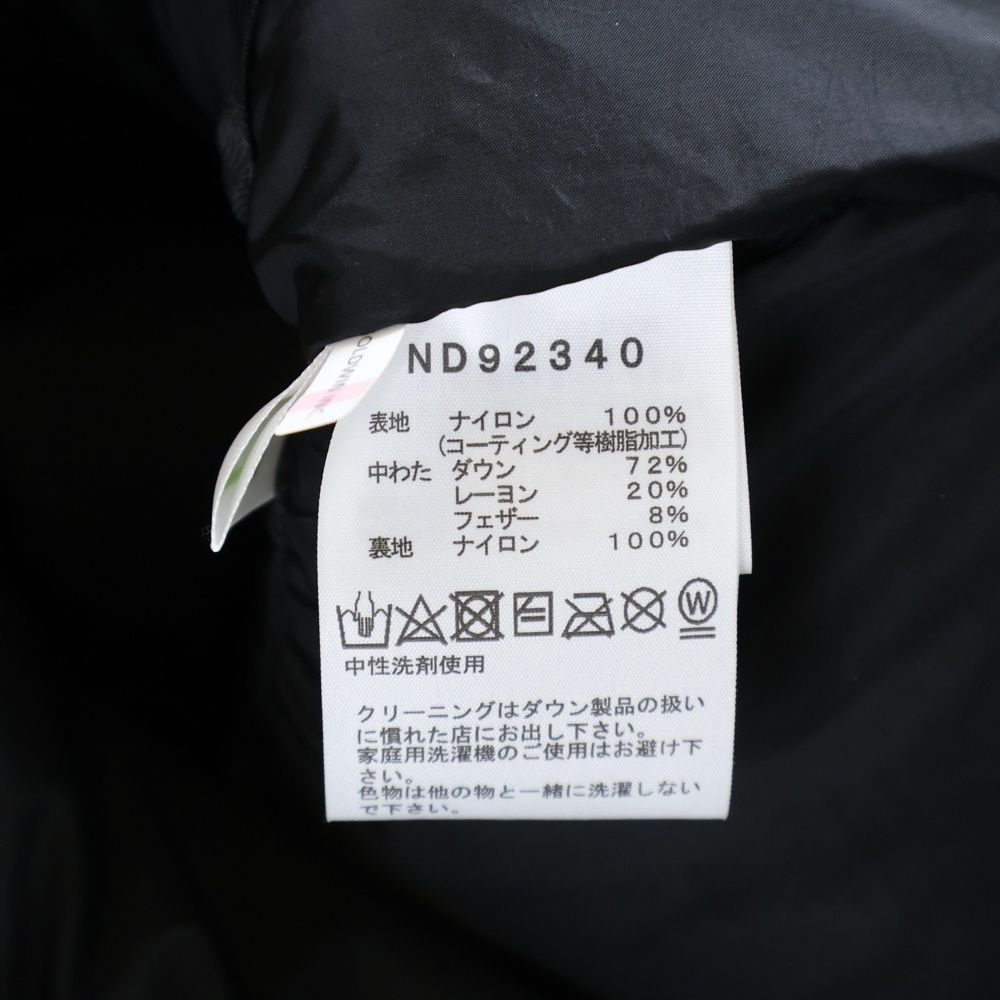 OLDWIN INC
ND92340
表地 ナイロン 100%
(コーティング等樹脂加工)
中わた ダウン 72%
レーヨン 20%
フェザー 8%
裏地 ナイロン 100%
W
中性洗剤使用
クリーニングはダウン製品の扱い
に慣れた店にお出し下さい。
家庭用洗濯機のご使用はお避け下
さい。
色物は他の物と一緒に洗濯しない
で下さい。